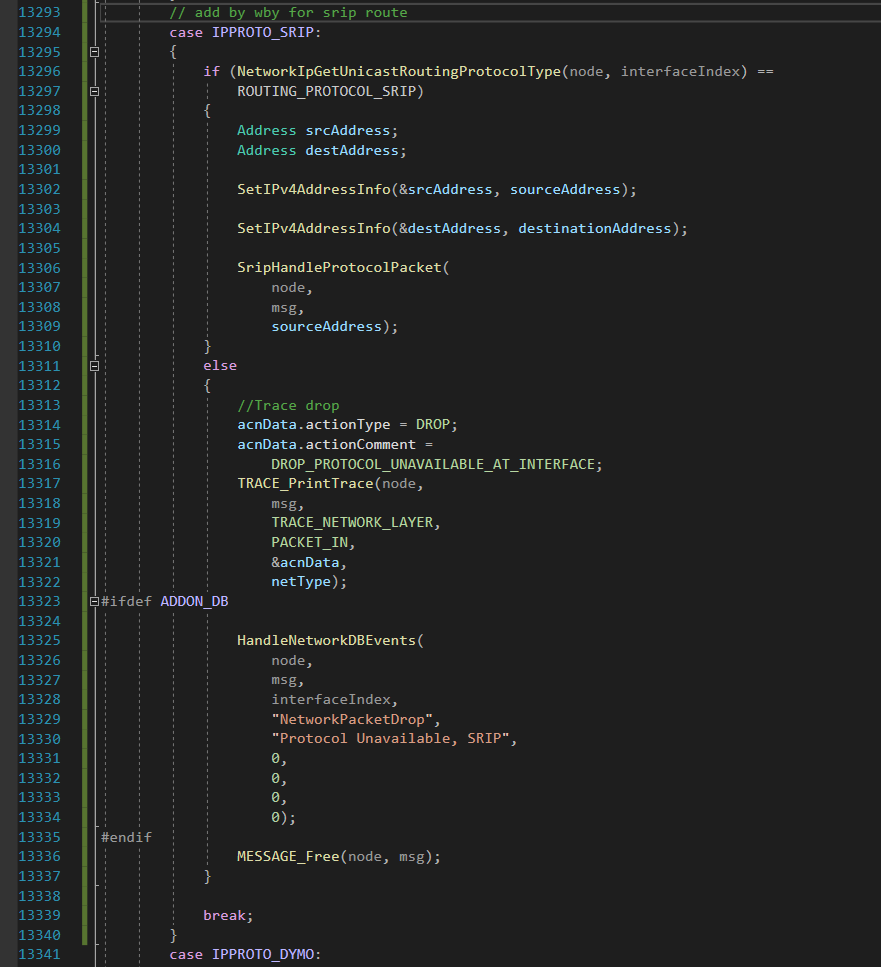 13293 // add by wby for srip route
13294 case IPPROTO_SRIP:
13295 {
13296 if (NetworkIpGetUnicastRoutingProtocolType(node, interfaceIndex) ==
13297 ROUTING_PROTOCOL_SRIP)
13298 {
13299 Address srcAddress;
13300 Address destAddress;
13301
13302 SetIPv4AddressInfo(&srcAddress, sourceAddress);
13303
13304 SetIPv4AddressInfo(&destAddress, destinationAddress);
13305
13306 SripHandleProtocolPacket(
13307 node,
13308 msg,
13309 sourceAddress);
13310 }
13311 else
13312 {
13313 //Trace drop
13314 acnData.actionType = DROP;
13315 acnData.actionComment =
13316 DROP_PROTOCOL_UNAVAILABLE_AT_INTERFACE;
13317 TRACE_PrintTrace(node,
13318 msg,
13319 TRACE_NETWORK_LAYER,
13320 PACKET_IN,
13321 &acnData,
13322 netType);
13323 #ifdef ADDON_DB
13324
13325 HandleNetworkDBEvents(
13326 node,
13327 msg,
13328 interfaceIndex,
13329 "NetworkPacketDrop",
13330 "Protocol Unavailable, SRIP",
13331 0,
13332 0,
13333 0,
13334 0);
13335 #endif
13336 MESSAGE_Free(node, msg);
13337 }
13338
13339 break;
13340 }
13341 case IPPROTO_DYMO: